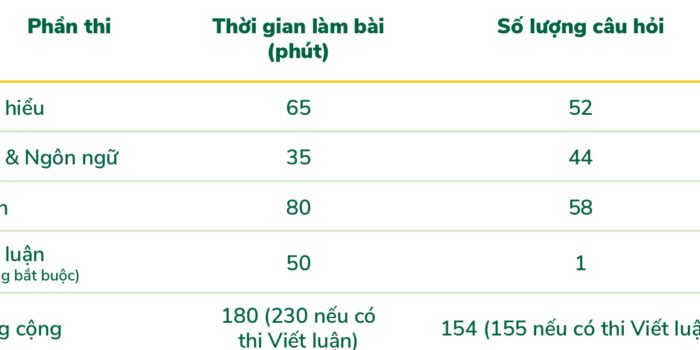 Phần thi Thời gian làm bài Số lượng câu hỏi
(phút)
hiểu 65 52
& Ngôn ngữ 35 44
80 58
luận
50 1
bắt buộc)
180 (230 nếu có
cộng 154 (155 nếu có thi Viết
thi Viết luận)